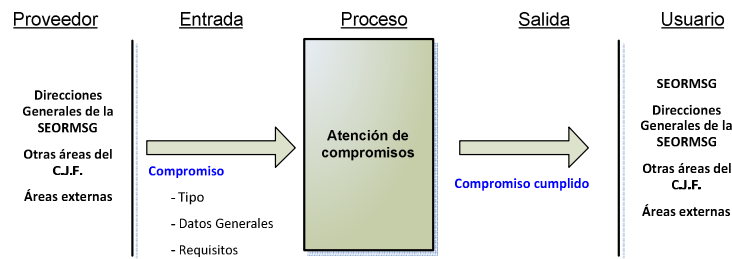 Proveedor
Entrada
Proceso
Salida
Usuario
Direcciones
Generales de la
SEORMSG
Otras áreas del
C.J.F.
Áreas externas
Compromiso
- Tipo
- Datos Generales
- Requisitos
Atención de
compromisos
Compromiso cumplido
SEORMSG
Direcciones
Generales de la
SEORMSG
Otras áreas del
C.J.F.
Áreas externas